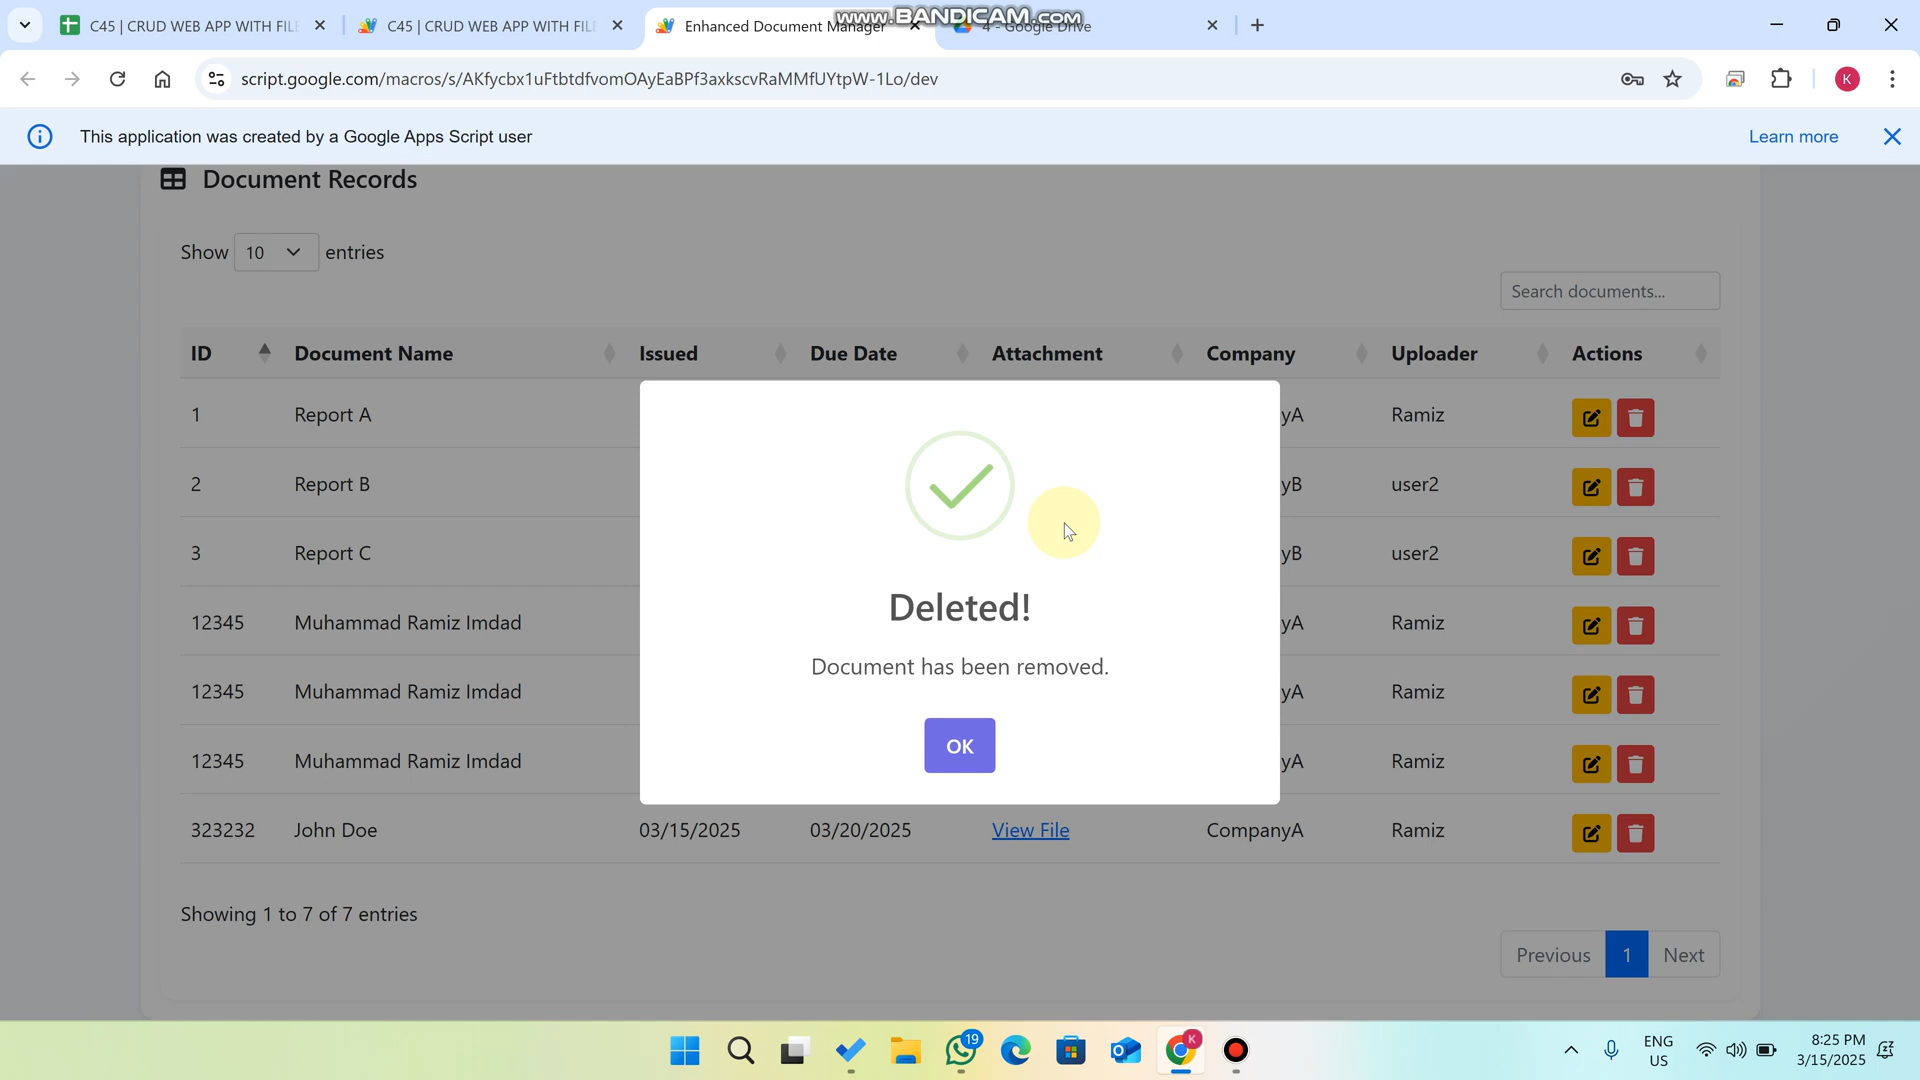 C45 | CRUD WEB APP WITH FILE
C45 | CRUD WEB APP WITH FILE
Enhanced Document Manager
4 - Google Drive
www.BANDICAM.com
script.google.com/macros/s/AKfycbx1uFtbtdfvomOAyEaBPf3axkscvRaMMfUYtpW-1Lo/dev
K
This application was created by a Google Apps Script user
Learn more
Document Records
Show 10 entries
Search documents...
ID Document Name Issued Due Date Attachment Company Uploader Actions
1 Report A yA Ramiz
2 Report B yB user2
3 Report C yB user2
12345 Muhammad Ramiz Imdad yA Ramiz
12345 Muhammad Ramiz Imdad yA Ramiz
12345 Muhammad Ramiz Imdad yA Ramiz
323232 John Doe 03/15/2025 03/20/2025 View File CompanyA Ramiz
Deleted!
Document has been removed.
OK
Showing 1 to 7 of 7 entries
Previous 1 Next
19
K
ENG
US
8:25 PM
3/15/2025